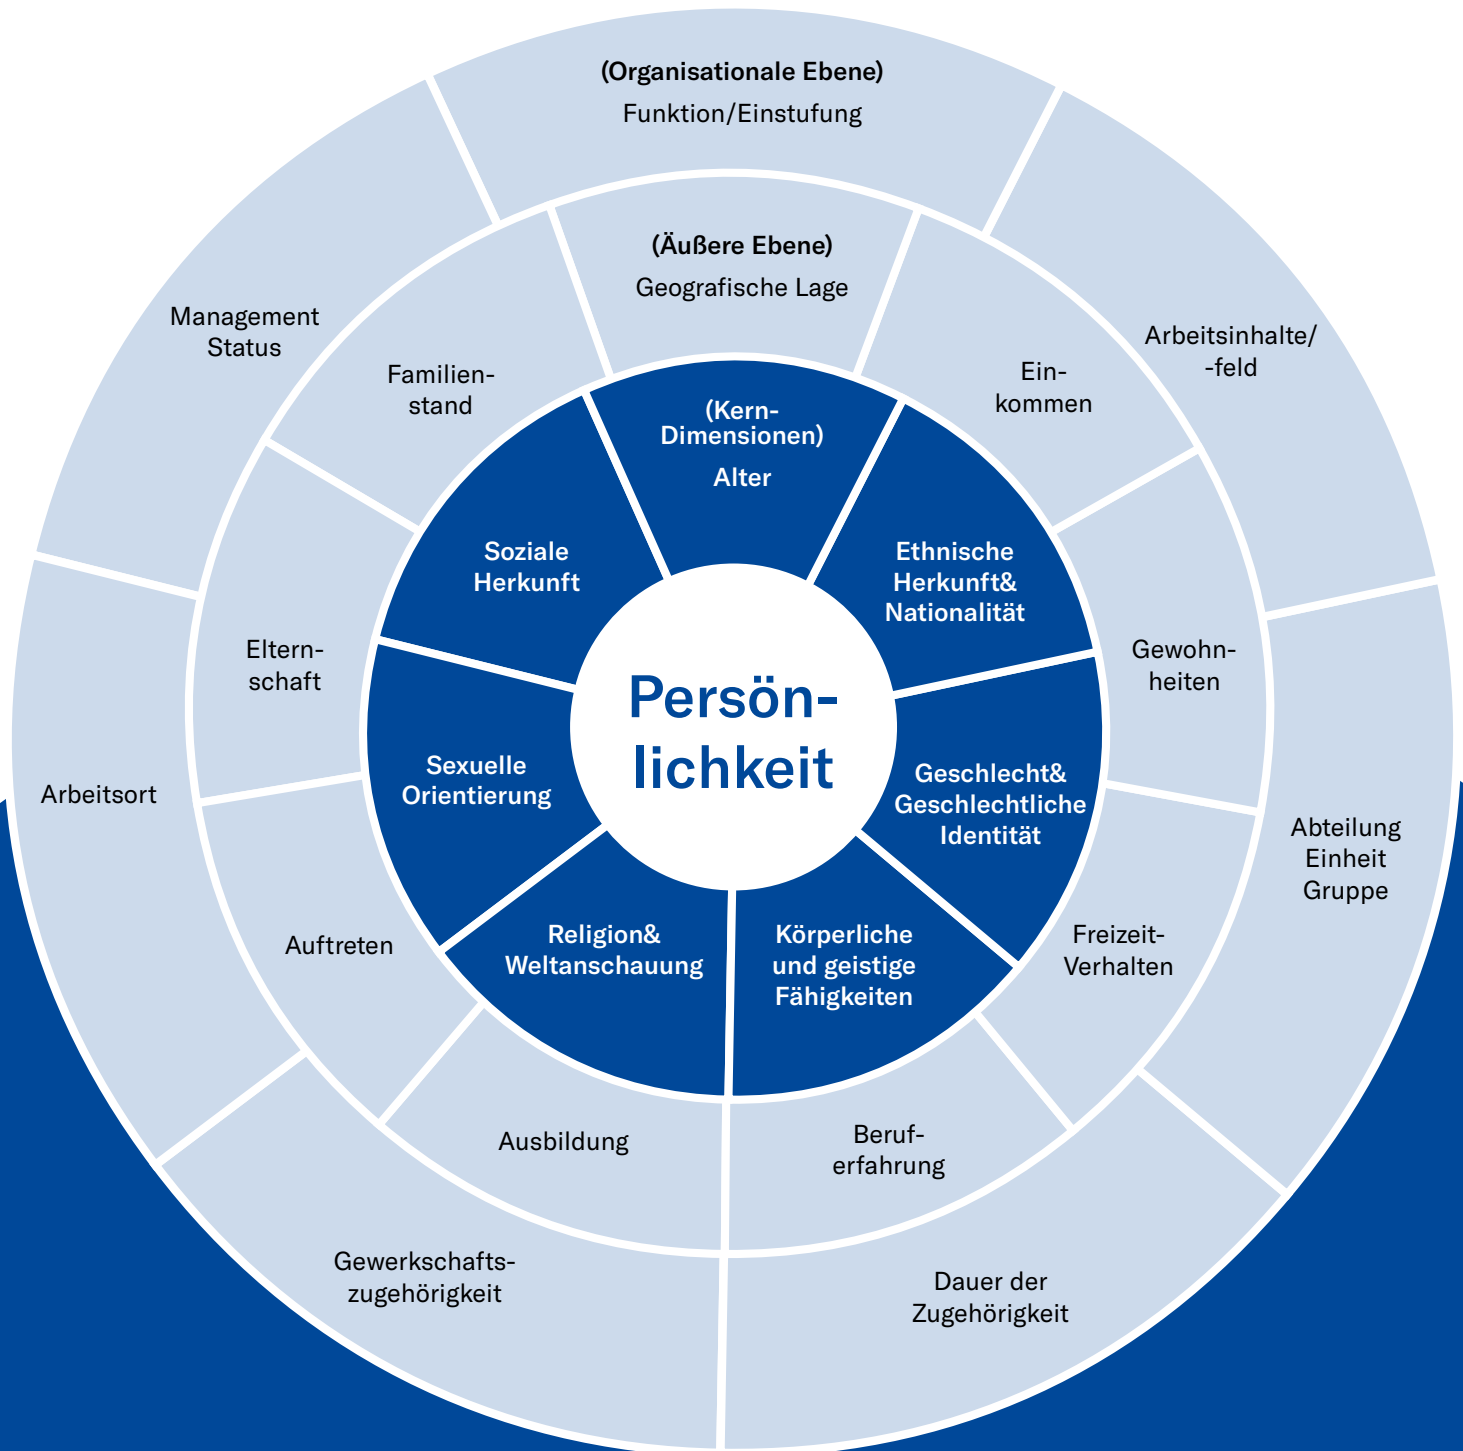 (Organisationale Ebene)
Funktion/Einstufung
Arbeitsinhalte/
-feld
Abteilung
Einheit
Gruppe
Dauer der
Zugehörigkeit
Gewerkschafts-
zugehörigkeit
Arbeitsort
Management
Status
(Äußere Ebene)
Geografische Lage
Ein-
kommen
Gewohn-
heiten
Freizeit-
Verhalten
Beruf-
erfahrung
Ausbildung
Auftreten
Eltern-
schaft
Familien-
stand
(Kern-
Dimensionen)
Alter
Ethnische
Herkunft&
Nationalität
Geschlecht&
Geschlechtliche
Identität
Körperliche
und geistige
Fähigkeiten
Religion&
Weltanschauung
Sexuelle
Orientierung
Soziale
Herkunft
Persön-
lichkeit